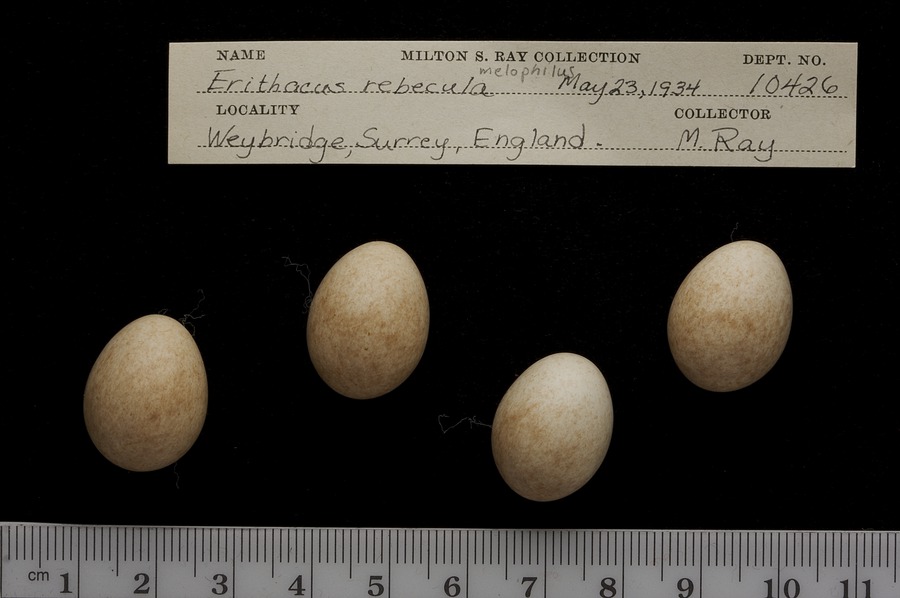 NAME MILTON S. RAY COLLECTION DEPT. NO.
melophilus
Erithacus rebecula May 23, 1934 10426
LOCALITY COLLECTOR
Weybridge, Surrey, England. M. Ray
cm 1 2 3 4 5 6 7 8 9 10 11